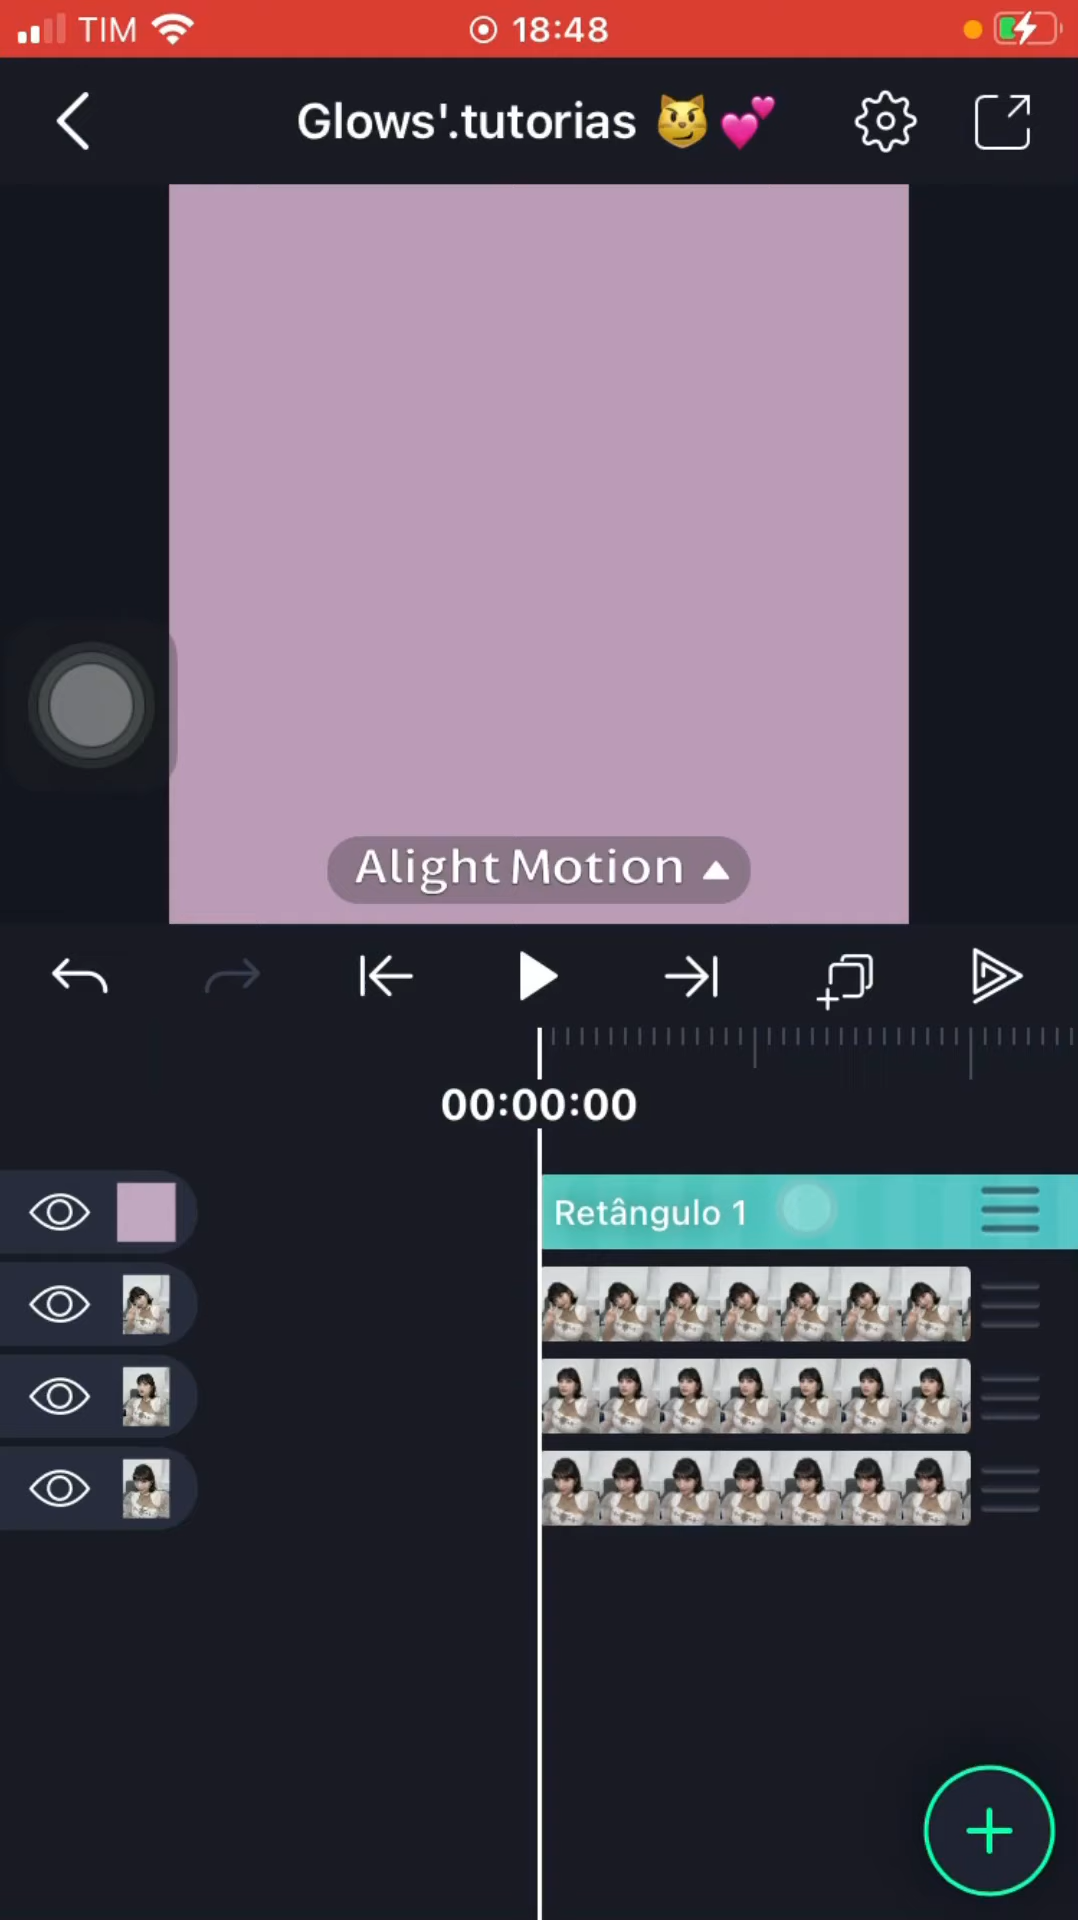 TIM 18:48
Glows'.tutorias 😼 💕
Alight Motion
00:00:00
Retângulo 1